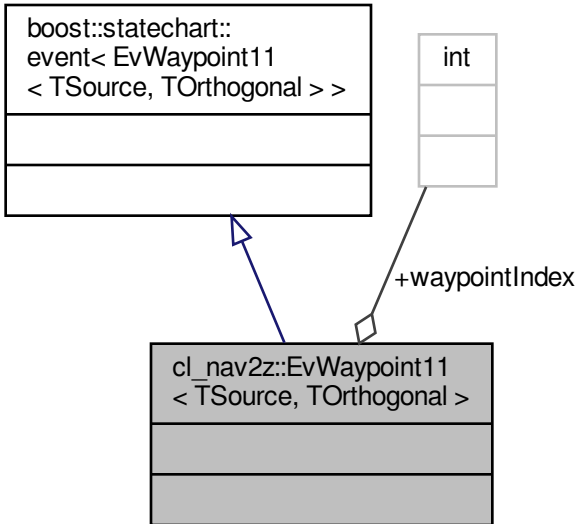 boost::statechart::
event< EvWaypoint11
< TSource, TOrthogonal > >
int
+waypointIndex
cl_nav2z::EvWaypoint11
< TSource, TOrthogonal >